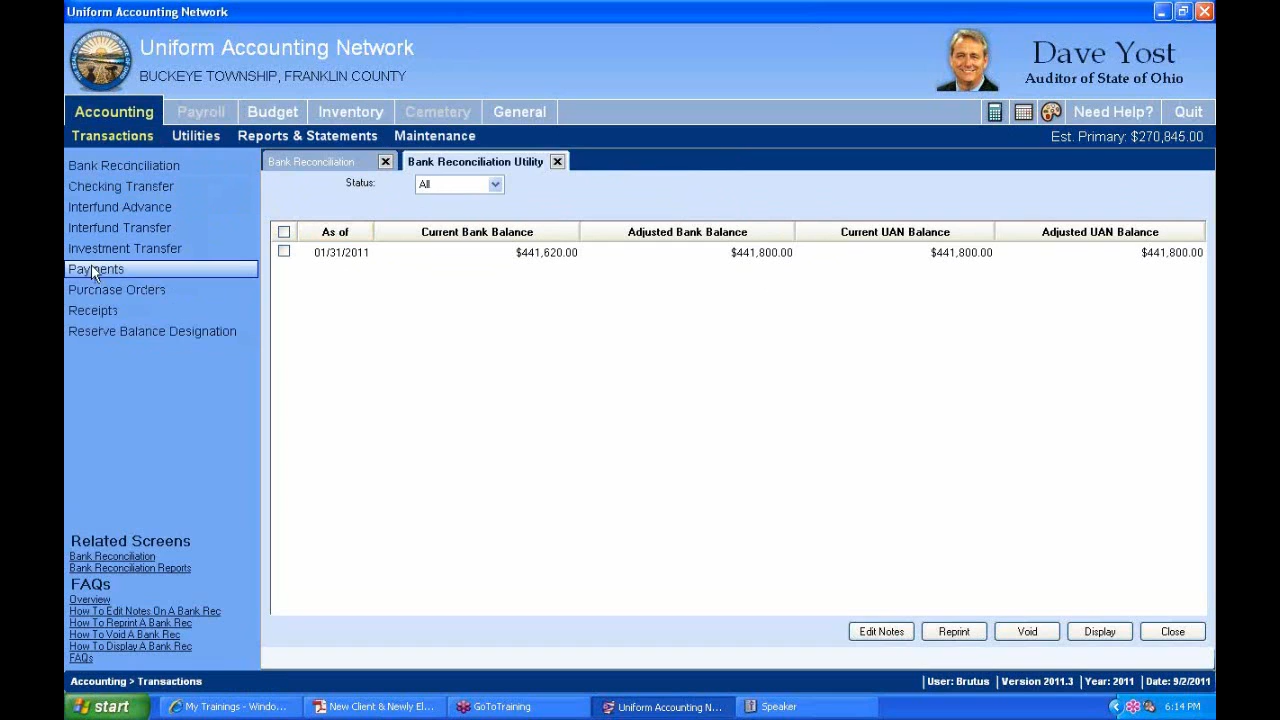 Uniform Accounting Network
Uniform Accounting Network
BUCKEYE TOWNSHIP, FRANKLIN COUNTY
Dave Yost
Auditor of State of Ohio
Accounting Payroll Budget Inventory Cemetery General Need Help? Quit
Transactions Utilities Reports & Statements Maintenance Est. Primary: $270,845.00
Bank Reconciliation
Checking Transfer
Interfund Advance
Interfund Transfer
Investment Transfer
Payments
Purchase Orders
Receipts
Reserve Balance Designation
Bank Reconciliation Bank Reconciliation Utility
Status: All
As of Current Bank Balance Adjusted Bank Balance Current UAN Balance Adjusted UAN Balance
01/31/2011 $441,620.00 $441,800.00 $441,800.00 $441,800.00
Related Screens
Bank Reconciliation
Bank Reconciliation Reports
FAQs
Overview
How To Edit Notes On A Bank Rec
How To Reprint A Bank Rec
How To Void A Bank Rec
How To Display A Bank Rec
FAQs
Edit Notes Reprint Void Display Close
Accounting > Transactions User: Brutus Version 2011.3 Year: 2011 Date: 9/2/2011
start My Trainings - Windo... New Client & Newly El... GoToTraining Uniform Accounting N... Speaker 6:14 PM